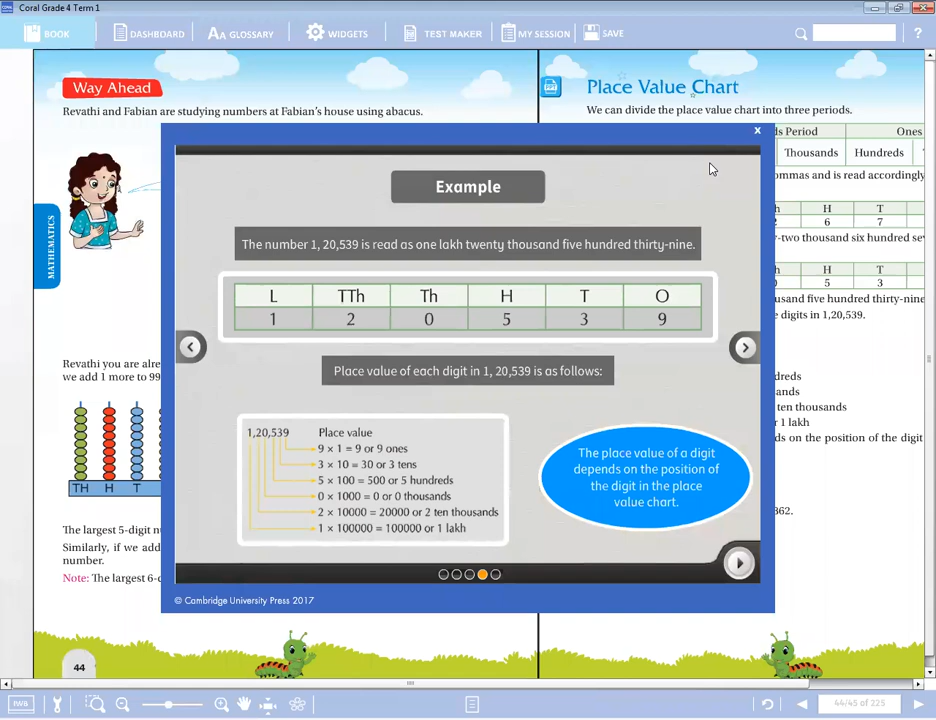 Coral Grade 4 Term 1
BOOK
DASHBOARD
AA GLOSSARY
WIDGETS
TEST MAKER
MY SESSION
SAVE
?
Way Ahead
Revathi and Fabian are studying numbers at Fabian's house using abacus.
MATHEMATICS
Revathi you are
we add 1 more to 99
TH H T
The largest 5-digit
Similarly, if we add
number.
Note: The largest 6-
44
Place Value Chart
We can divide the place value chart into three periods.
Period Ones
Thousands Hundreds
ommas and is read accordingly
H T
6 7
-two thousand six hundred
H T
5 3
usand five hundred thirty-nine
e digits in 1,20,539.
ten thousands
r 1 lakh
ds on the position of the digit
362.
x
Example
The number 1, 20,539 is read as one lakh twenty thousand five hundred thirty-nine.
L TTh Th H T O
1 2 0 5 3 9
Place value of each digit in 1, 20,539 is as follows:
1,20,539 Place value
9 × 1 = 9 or 9 ones
3 × 10 = 30 or 3 tens
5 × 100 = 500 or 5 hundreds
0 × 1000 = 0 or 0 thousands
2 × 10000 = 20000 or 2 ten thousands
1 × 100000 = 100000 or 1 lakh
The place value of a digit
depends on the position of
the digit in the place
value chart.
© Cambridge University Press 2017
IWB
44/45 of 225